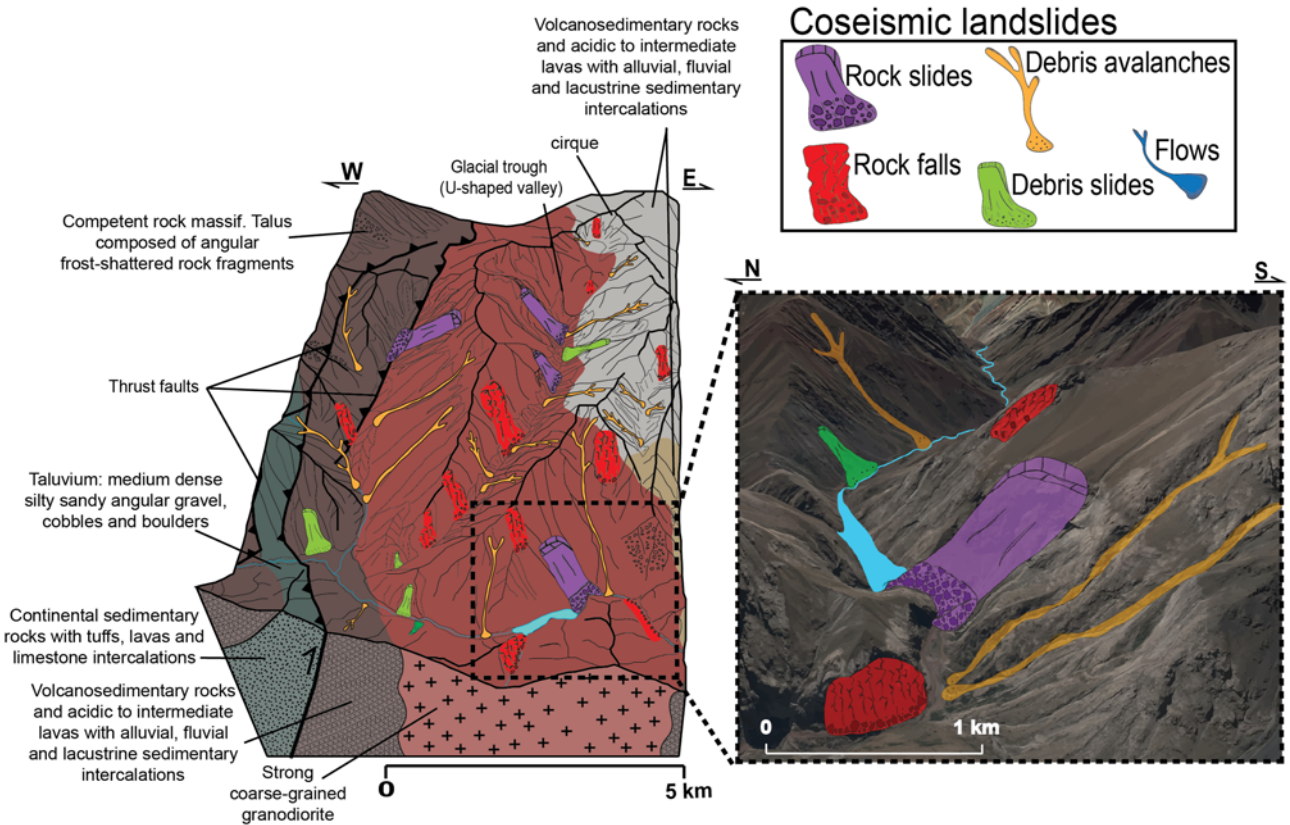 Coseismic landslides
Rock slides
Debris avalanches
Rock falls
Debris slides
Flows
Volcanosedimentary rocks
and acidic to intermediate
lavas with alluvial, fluvial
and lacustrine sedimentary
intercalations
cirque
Glacial trough
(U-shaped valley)
W
E
Competent rock massif. Talus
composed of angular
frost-shattered rock fragments
Thrust faults
Taluvium: medium dense
silty sandy angular gravel,
cobbles and boulders
Continental sedimentary
rocks with tuffs, lavas and
limestone intercalations
Volcanosedimentary rocks
and acidic to intermediate
lavas with alluvial, fluvial
and lacustrine sedimentary
intercalations
Strong
coarse-grained
granodiorite
0
5 km
N
S
0
1 km